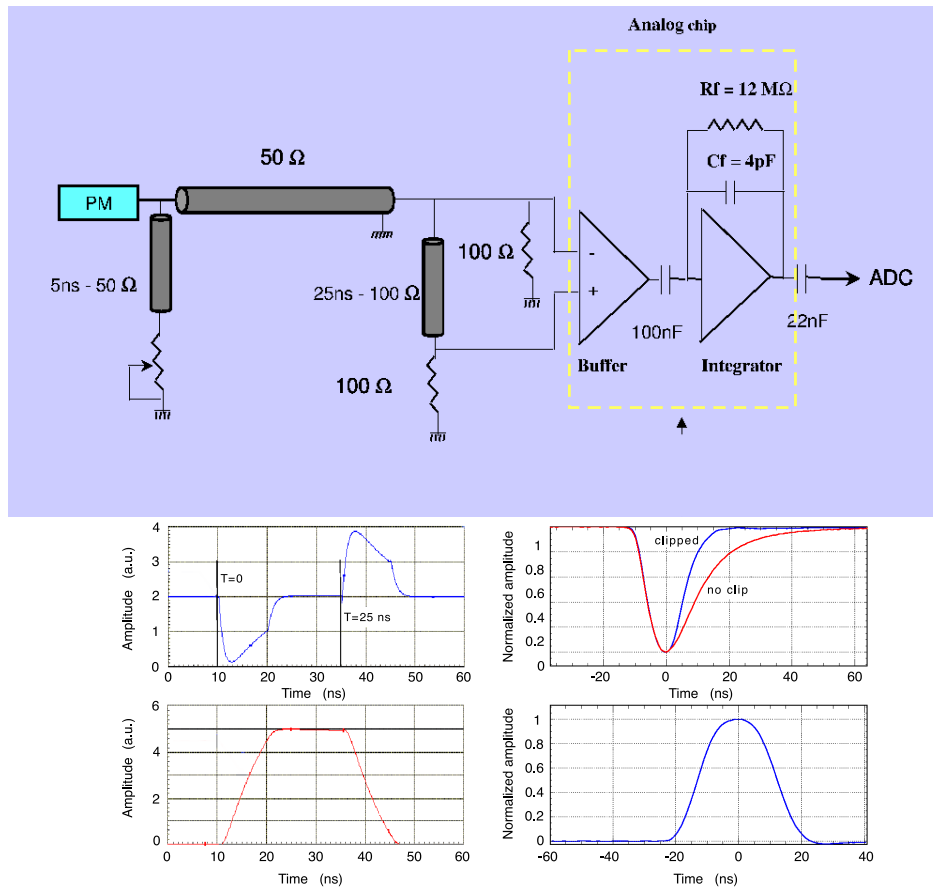 Analog chip
Rf = 12 MΩ
50 Ω
Cf = 4pF
PM
100 Ω
-
5ns - 50 Ω
25ns - 100 Ω
+
ADC
100nF
22nF
Buffer
Integrator
100 Ω
Amplitude (a.u.)
4
3
2
1
0
T=0
T=25 ns
0 10 20 30 40 50 60
Time (ns)
Normalized amplitude
1
0.8
0.6
0.4
0.2
0
clipped
no clip
-20 0 20 40 60
Time (ns)
Amplitude (a.u.)
6
4
2
0
0 10 20 30 40 50 60
Time (ns)
Normalized amplitude
1
0.8
0.6
0.4
0.2
0
-60 -40 -20 0 20 40
Time (ns)